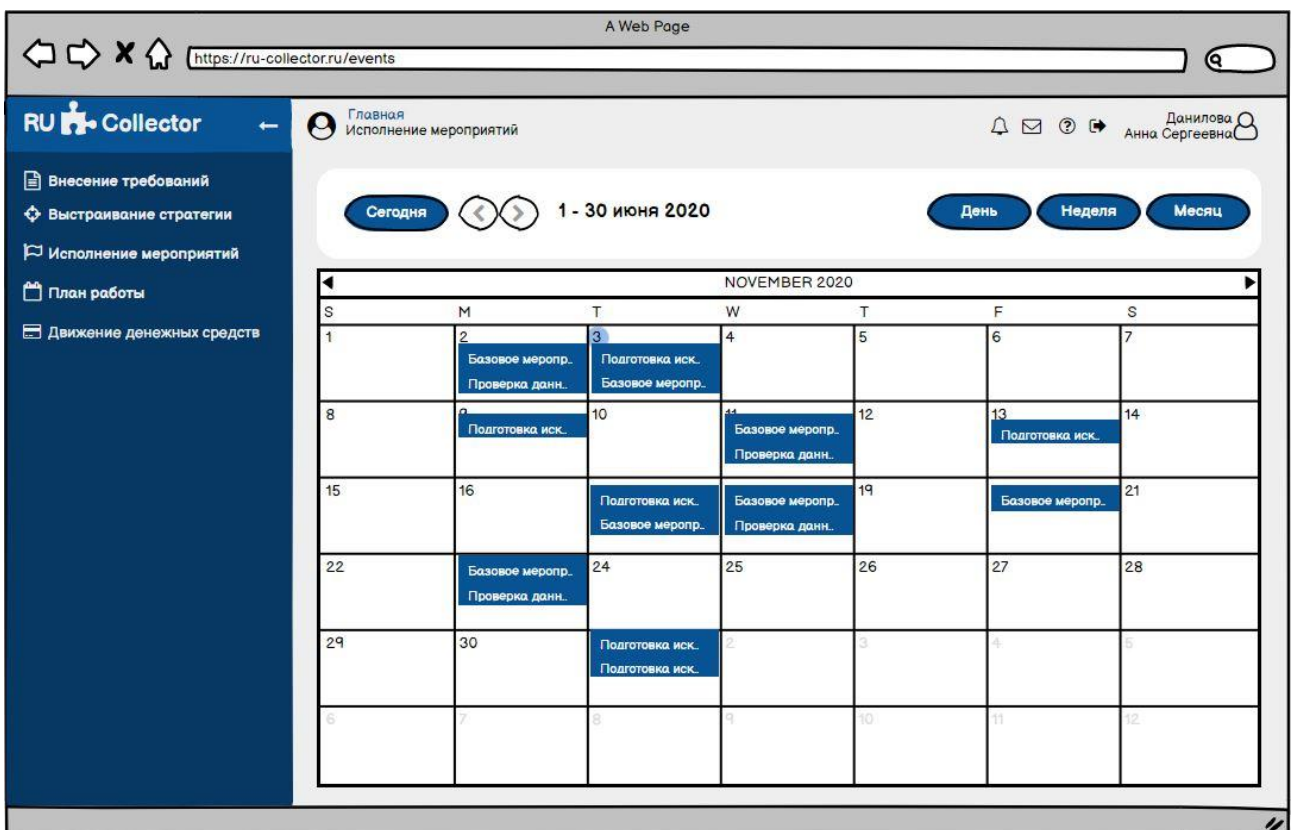 A Web Page
https://ru-collector.ru/events
RU Collector
Главная
Исполнение мероприятий
Данилова
Анна Сергеевна
Внесение требований
Выстраивание стратегии
Исполнение мероприятий
План работы
Движение денежных средств
Сегодня
1 - 30 июня 2020
День
Неделя
Месяц
NOVEMBER 2020
S M T W T F S
1 2 3 4 5 6 7
Базовое меропр.. Подготовка иск..
Проверка данн.. Базовое меропр..
8 10 12 13 14
Подготовка иск.. Базовое меропр.. Подготовка иск..
Проверка данн..
15 16 19 21
Подготовка иск.. Базовое меропр.. Базовое меропр..
Базовое меропр.. Проверка данн..
22 24 25 26 27 28
Базовое меропр..
Проверка данн..
29 30 2 3 4 5
Подготовка иск..
Подготовка иск..
6 7 8 9 10 11 12